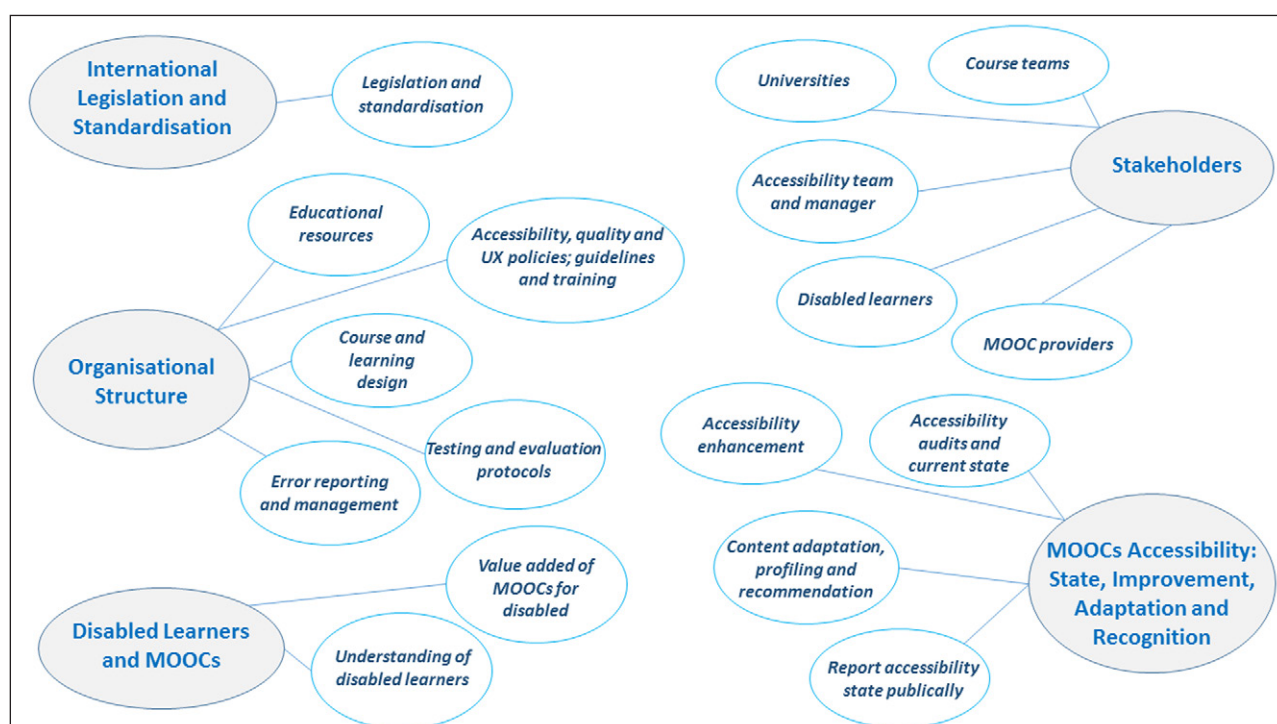 International
Legislation and
Standardisation
Legislation and
standardisation
Educational
resources
Accessibility, quality and
UX policies; guidelines
and training
Organisational
Structure
Course and
learning
design
Testing and evaluation
protocols
Error reporting
and management
Disabled Learners
and MOOCs
Value added of
MOOCs for
disabled
Understanding of
disabled learners
Universities
Course teams
Stakeholders
Accessibility team
and manager
Disabled learners
MOOC providers
Accessibility
enhancement
Accessibility
audits and
current state
MOOCs Accessibility:
State, Improvement,
Adaptation and
Recognition
Content adaptation,
profiling and
recommendation
Report accessibility
state publically